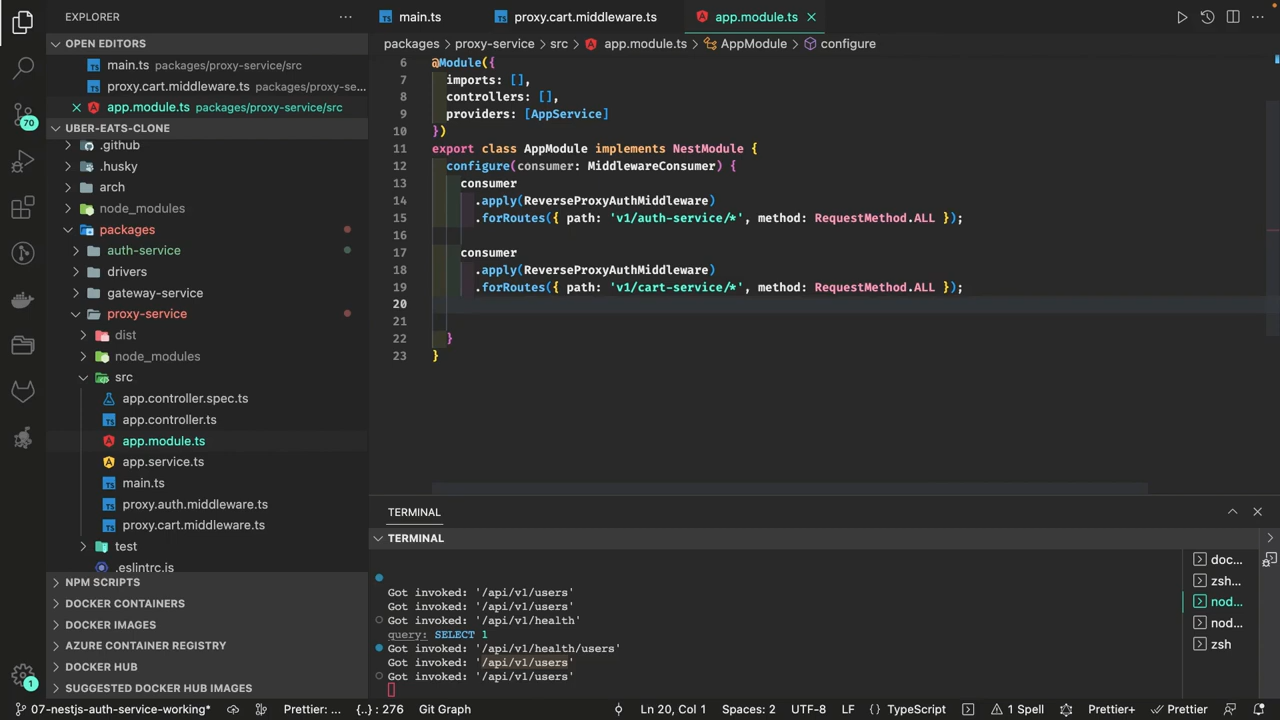 EXPLORER
OPEN EDITORS
main.ts packages/proxy-service/src
proxy.cart.middleware.ts packages/proxy-se...
app.module.ts packages/proxy-service/src
UBER-EATS-CLONE
.github
.husky
arch
node_modules
packages
auth-service
drivers
gateway-service
proxy-service
dist
node_modules
src
app.controller.spec.ts
app.controller.ts
app.module.ts
app.service.ts
main.ts
proxy.auth.middleware.ts
proxy.cart.middleware.ts
test
.eslintrc.js
NPM SCRIPTS
DOCKER CONTAINERS
DOCKER IMAGES
AZURE CONTAINER REGISTRY
DOCKER HUB
SUGGESTED DOCKER HUB IMAGES
70
1
main.ts
proxy.cart.middleware.ts
app.module.ts
packages > proxy-service > src > app.module.ts > AppModule > configure
6 @Module({
7 imports: [],
8 controllers: [],
9 providers: [AppService]
10 })
11 export class AppModule implements NestModule {
12 configure(consumer: MiddlewareConsumer) {
13 consumer
14 .apply(ReverseProxyAuthMiddleware)
15 .forRoutes({ path: 'v1/auth-service/*', method: RequestMethod.ALL });
16
17 consumer
18 .apply(ReverseProxyAuthMiddleware)
19 .forRoutes({ path: 'v1/cart-service/*', method: RequestMethod.ALL });
20
21
22 }
23 }
TERMINAL
TERMINAL
Got invoked: '/api/v1/users'
Got invoked: '/api/v1/users'
Got invoked: '/api/v1/health'
query: SELECT 1
Got invoked: '/api/v1/health/users'
Got invoked: '/api/v1/users'
Got invoked: '/api/v1/users'
doc...
zsh...
nod...
nod...
zsh
07-nestjs-auth-service-working* Prettier: ... {..} : 276 Git Graph Ln 20, Col 1 Spaces: 2 UTF-8 LF {} TypeScript 1 Spell Prettier+ Prettier